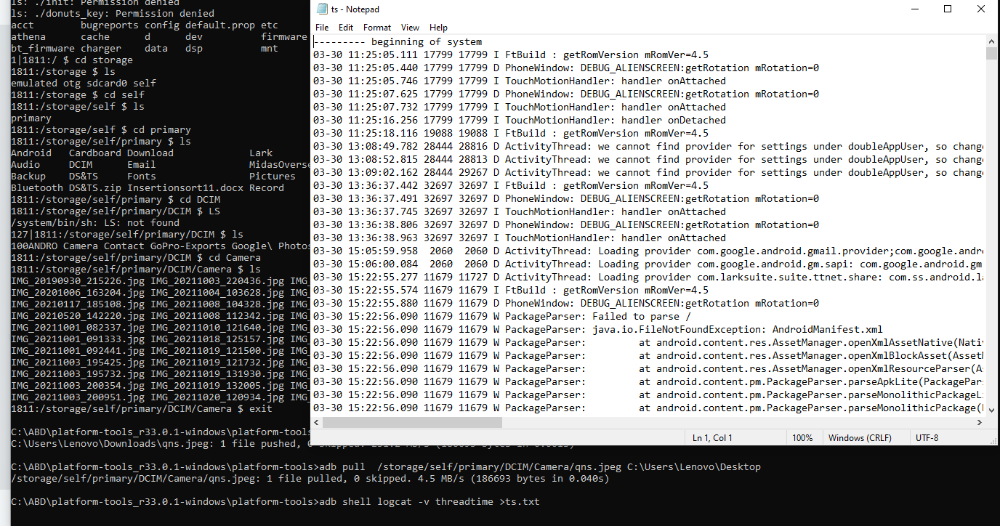 ls: ./init: Permission denied
ls: ./donuts_key: Permission denied
acct bugreports config default.prop etc
athena cache d dev firmware
bt_firmware charger data dsp mnt
1|1811:/ $ cd storage
1811:/storage $ ls
emulated otg sdcard0 self
1811:/storage $ cd self
1811:/storage/self $ ls
primary
1811:/storage/self $ cd primary
1811:/storage/self/primary $ ls
Android Cardboard Download Lark
Audio DCIM Email MidasOverse
Backup DS&TS Fonts Pictures
Bluetooth DS&TS.zip Insertionsort11.docx Record
1811:/storage/self/primary $ cd DCIM
1811:/storage/self/primary/DCIM $ LS
/system/bin/sh: LS: not found
127|1811:/storage/self/primary/DCIM $ ls
100ANDRO Camera Contact GoPro-Exports Google\ Photos
1811:/storage/self/primary/DCIM $ cd Camera
1811:/storage/self/primary/DCIM/Camera $ ls
IMG_20190930_215226.jpg IMG_20211003_220436.jpg IMG_
IMG_20201006_163204.jpg IMG_20211004_103628.jpg IMG_
IMG_20210117_185108.jpg IMG_20211008_104328.jpg IMG_
IMG_20210520_142220.jpg IMG_20211008_112342.jpg IMG_
IMG_20211001_082337.jpg IMG_20211010_121640.jpg IMG_
IMG_20211001_091333.jpg IMG_20211018_125157.jpg IMG_
IMG_20211001_092441.jpg IMG_20211019_121500.jpg IMG_
IMG_20211003_195425.jpg IMG_20211019_121732.jpg IMG_
IMG_20211003_195732.jpg IMG_20211019_131930.jpg IMG_
IMG_20211003_200354.jpg IMG_20211019_132005.jpg IMG_
IMG_20211003_200951.jpg IMG_20211020_120934.jpg IMG_
1811:/storage/self/primary/DCIM/Camera $ exit
C:\ABD\platform-tools_r33.0.1-windows\platform-tools
C:\Users\Lenovo\Downloads\qns.jpeg: 1 file pushed, 0 skipped.
C:\ABD\platform-tools_r33.0.1-windows\platform-tools>adb pull  /storage/self/primary/DCIM/Camera/qns.jpeg C:\Users\Lenovo\Desktop
/storage/self/primary/DCIM/Camera/qns.jpeg: 1 file pulled, 0 skipped. 4.5 MB/s (186693 bytes in 0.040s)
C:\ABD\platform-tools_r33.0.1-windows\platform-tools>adb shell logcat -v threadtime >ts.txt
ts - Notepad
File Edit Format View Help
--------- beginning of system
03-30 11:25:05.111 17799 17799 I FtBuild : getRomVersion mRomVer=4.5
03-30 11:25:05.440 17799 17799 D PhoneWindow: DEBUG_ALIENSCREEN:getRotation mRotation=0
03-30 11:25:05.746 17799 17799 I TouchMotionHandler: handler onAttached
03-30 11:25:07.625 17799 17799 D PhoneWindow: DEBUG_ALIENSCREEN:getRotation mRotation=0
03-30 11:25:07.732 17799 17799 I TouchMotionHandler: handler onAttached
03-30 11:25:16.256 17799 17799 I TouchMotionHandler: handler onDetached
03-30 11:25:18.116 19088 19088 I FtBuild : getRomVersion mRomVer=4.5
03-30 13:08:49.782 28444 28816 D ActivityThread: we cannot find provider for settings under doubleAppUser, so change
03-30 13:08:52.815 28444 28813 D ActivityThread: we cannot find provider for settings under doubleAppUser, so change
03-30 13:09:02.162 28444 29267 D ActivityThread: we cannot find provider for settings under doubleAppUser, so change
03-30 13:36:37.442 32697 32697 I FtBuild : getRomVersion mRomVer=4.5
03-30 13:36:37.491 32697 32697 D PhoneWindow: DEBUG_ALIENSCREEN:getRotation mRotation=0
03-30 13:36:37.745 32697 32697 I TouchMotionHandler: handler onAttached
03-30 13:36:38.806 32697 32697 D PhoneWindow: DEBUG_ALIENSCREEN:getRotation mRotation=0
03-30 13:36:38.963 32697 32697 I TouchMotionHandler: handler onAttached
03-30 15:05:59.958  2060  2060 D ActivityThread: Loading provider com.google.android.gmail.provider;com.google.andr
03-30 15:06:00.084  2060  2060 D ActivityThread: Loading provider com.google.android.gm.sapi: com.google.android.gm
03-30 15:22:55.277 11679 11727 D ActivityThread: Loading provider com.larksuite.suite.ttnet.share: com.ss.android.la
03-30 15:22:55.574 11679 11679 I FtBuild : getRomVersion mRomVer=4.5
03-30 15:22:55.880 11679 11679 D PhoneWindow: DEBUG_ALIENSCREEN:getRotation mRotation=0
03-30 15:22:56.090 11679 11679 W PackageParser: Failed to parse /
03-30 15:22:56.090 11679 11679 W PackageParser: java.io.FileNotFoundException: AndroidManifest.xml
03-30 15:22:56.090 11679 11679 W PackageParser: at android.content.res.AssetManager.openXmlAssetNative(Nativ
03-30 15:22:56.090 11679 11679 W PackageParser: at android.content.res.AssetManager.openXmlBlockAsset(AssetM
03-30 15:22:56.090 11679 11679 W PackageParser: at android.content.res.AssetManager.openXmlResourceParser(As
03-30 15:22:56.090 11679 11679 W PackageParser: at android.content.pm.PackageParser.parseApkLite(PackagePar
03-30 15:22:56.090 11679 11679 W PackageParser: at android.content.pm.PackageParser.parseMonolithicPackageLi
03-30 15:22:56.090 11679 11679 W PackageParser: at android.content.pm.PackageParser.parseMonolithicPackage(
Ln 1, Col 1 100% Windows (CRLF) UTF-8